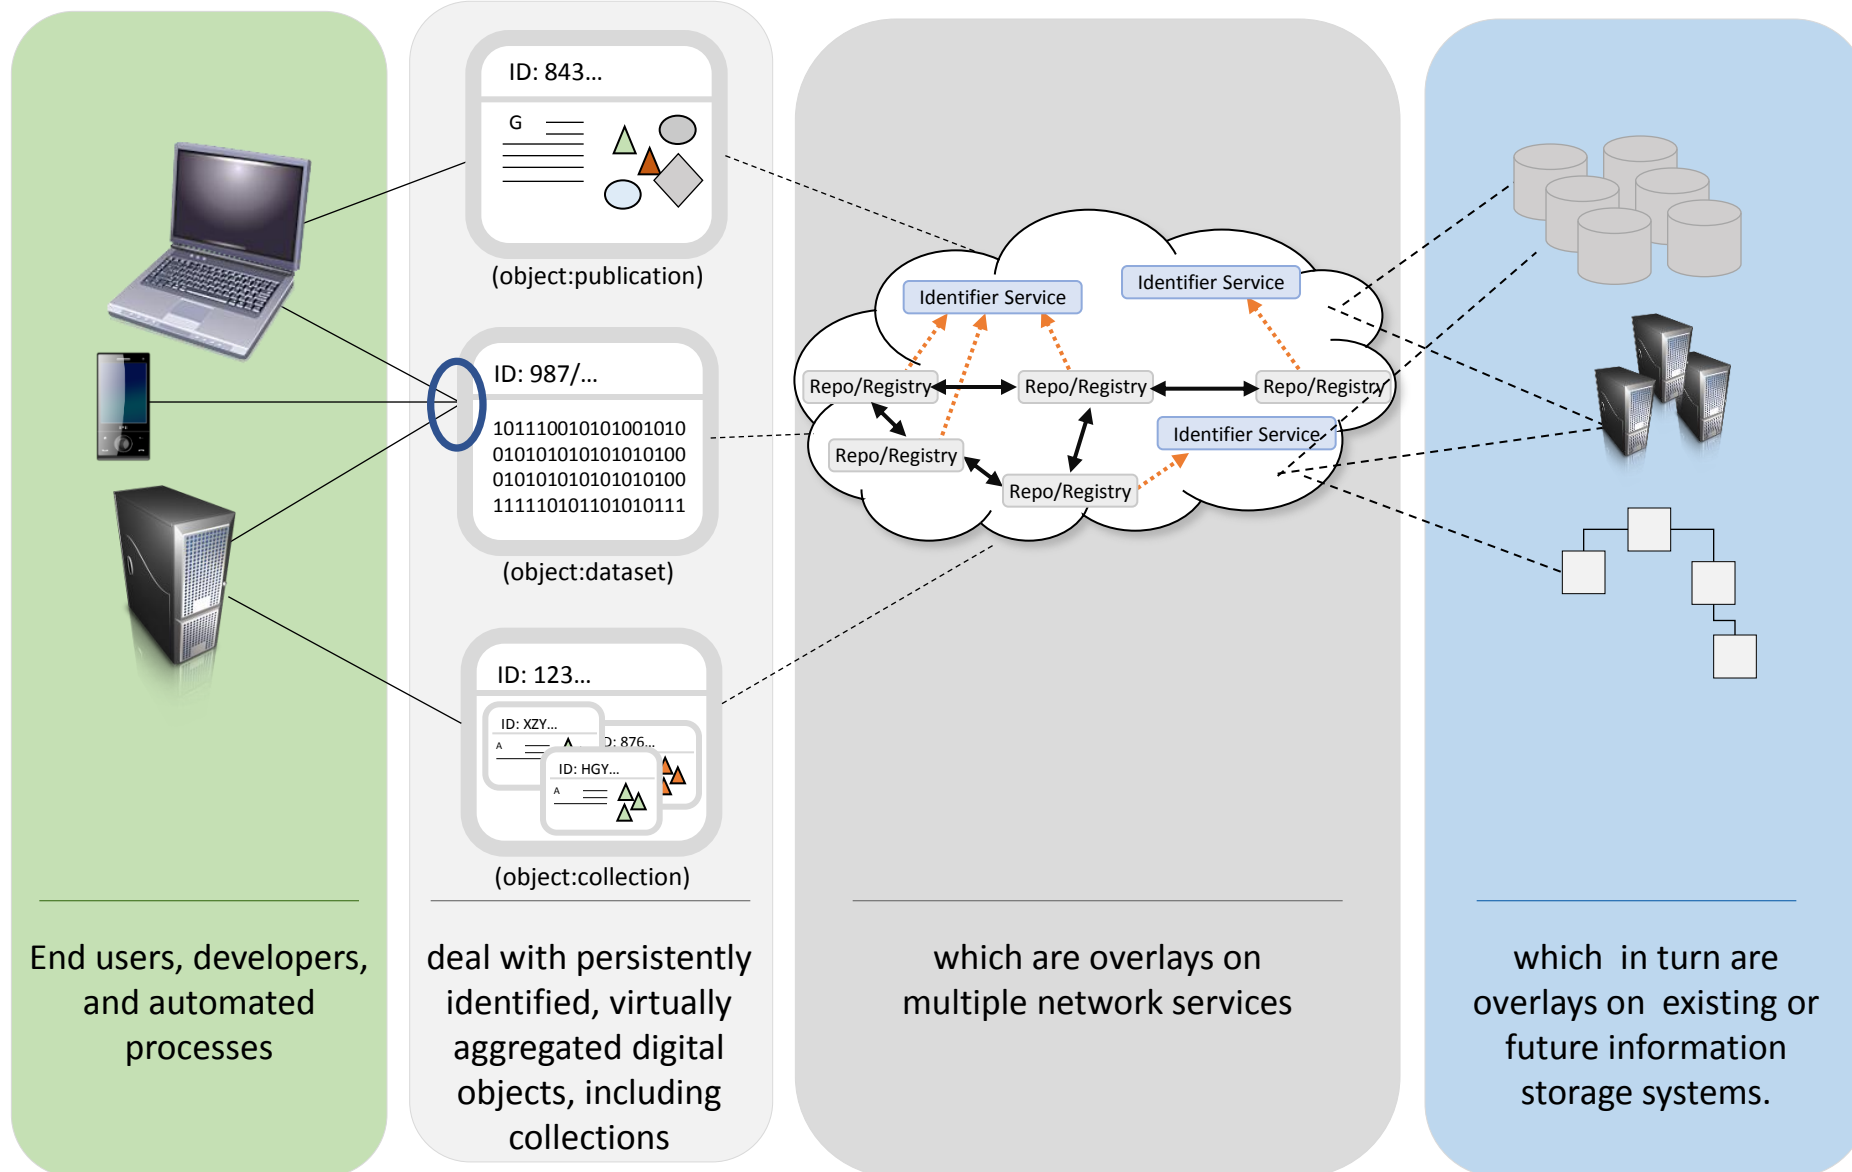 ID: 843...
G
(object:publication)
ID: 987/...
101110010101001010
010101010101010100
010101010101010100
111110101101010111
(object:dataset)
ID: 123...
ID: XZY...
A
D: 876...
ID: HGY...
A
(object:collection)
Identifier Service
Identifier Service
Repo/Registry
Repo/Registry
Repo/Registry
Identifier Service
Repo/Registry
Repo/Registry
End users, developers,
and automated
processes
deal with persistently
identified, virtually
aggregated digital
objects, including
collections
which are overlays on
multiple network services
which in turn are
overlays on existing or
future information
storage systems.